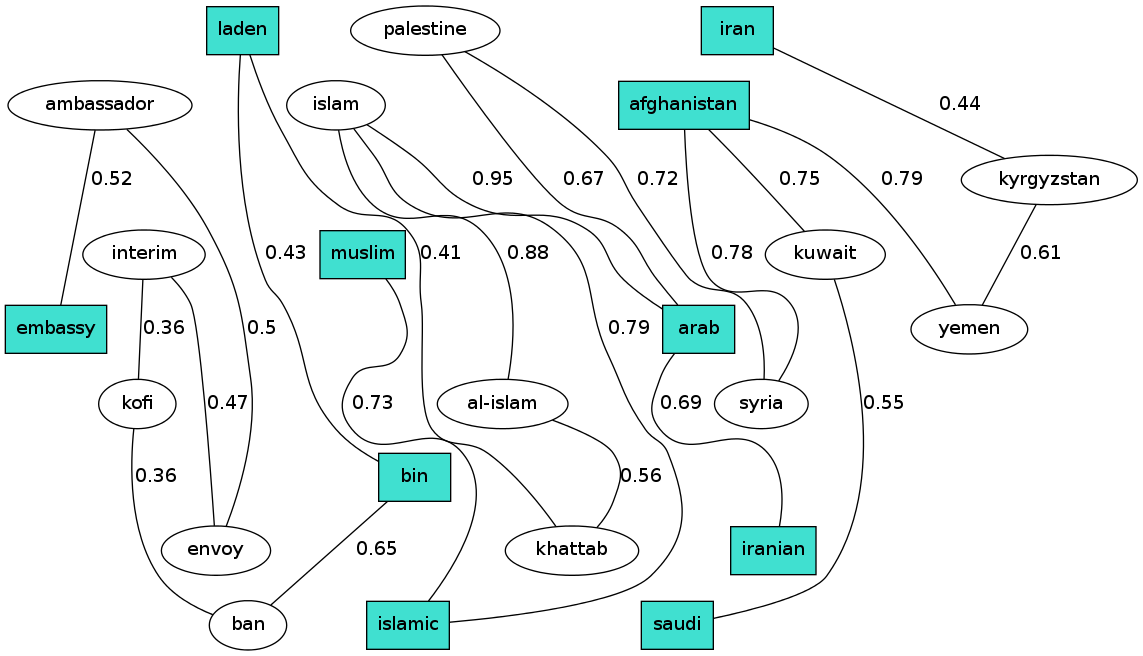 laden
palestine
iran
ambassador
islam
afghanistan
0.44
0.52
0.95
0.67
0.72
0.75
0.79
kyrgyzstan
interim
0.43
muslim
0.41
0.88
0.78
kuwait
0.61
embassy
0.36
0.5
0.79
arab
yemen
kofi
0.47
0.73
al-islam
0.69
syria
0.55
0.36
bin
0.56
envoy
0.65
khattab
iranian
ban
islamic
saudi